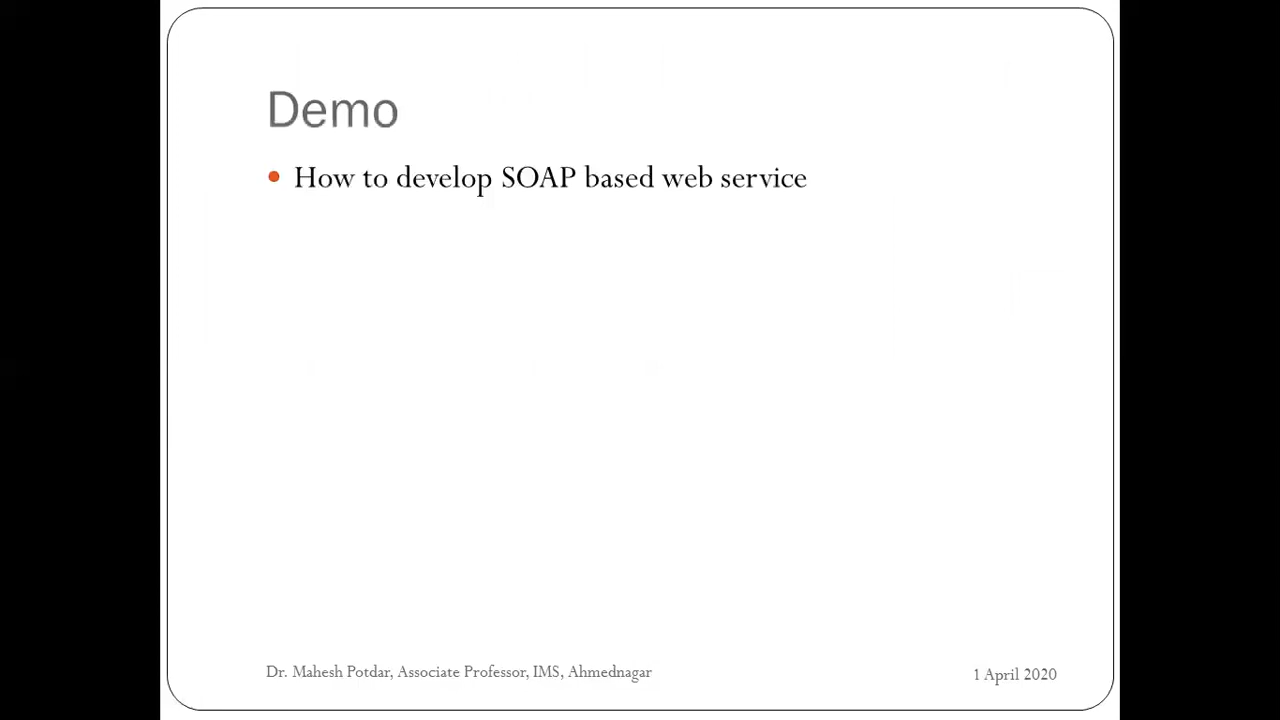 Demo
How to develop SOAP based web service
Dr. Mahesh Potdar, Associate Professor, IMS, Ahmednagar
1 April 2020